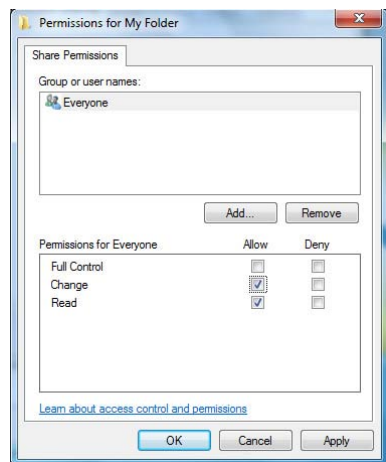 Permissions for My Folder
Share Permissions
Group or user names:
Everyone
Add... Remove
Permissions for Everyone Allow Deny
Full Control
Change
Read
Learn about access control and permissions
OK Cancel Apply